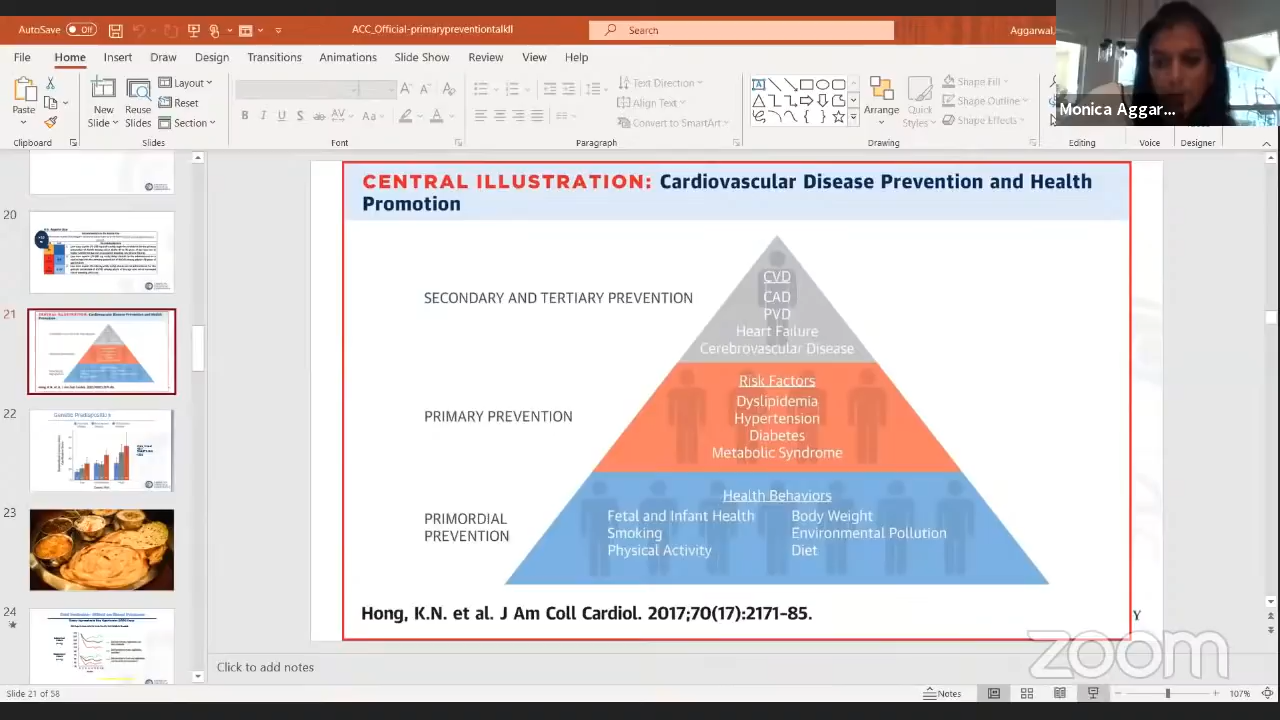 AutoSave Off
ACC_Official-primarypreventiontalkII
Search
Aggarwal,
Monica Aggar...
File Home Insert Draw Design Transitions Animations Slide Show Review View Help
Paste
New Slide
Reuse Slides
Layout
Reset
Section
Text Direction
Align Text
Convert to SmartArt
Arrange
Quick Styles
Shape Fill
Shape Outline
Shape Effects
Clipboard Slides Font Paragraph Drawing Editing Voice Designer
20
21
22
Genetic Predisposition
23
24
CENTRAL ILLUSTRATION: Cardiovascular Disease Prevention and Health
Promotion
SECONDARY AND TERTIARY PREVENTION
CVD
CAD
PVD
Heart Failure
Cerebrovascular Disease
PRIMARY PREVENTION
Risk Factors
Dyslipidemia
Hypertension
Diabetes
Metabolic Syndrome
PRIMORDIAL
PREVENTION
Health Behaviors
Fetal and Infant Health Body Weight
Smoking Environmental Pollution
Physical Activity Diet
Hong, K.N. et al. J Am Coll Cardiol. 2017;70(17):2171–85.
Y
zoom
Click to add notes
Slide 21 of 58
Notes
107%